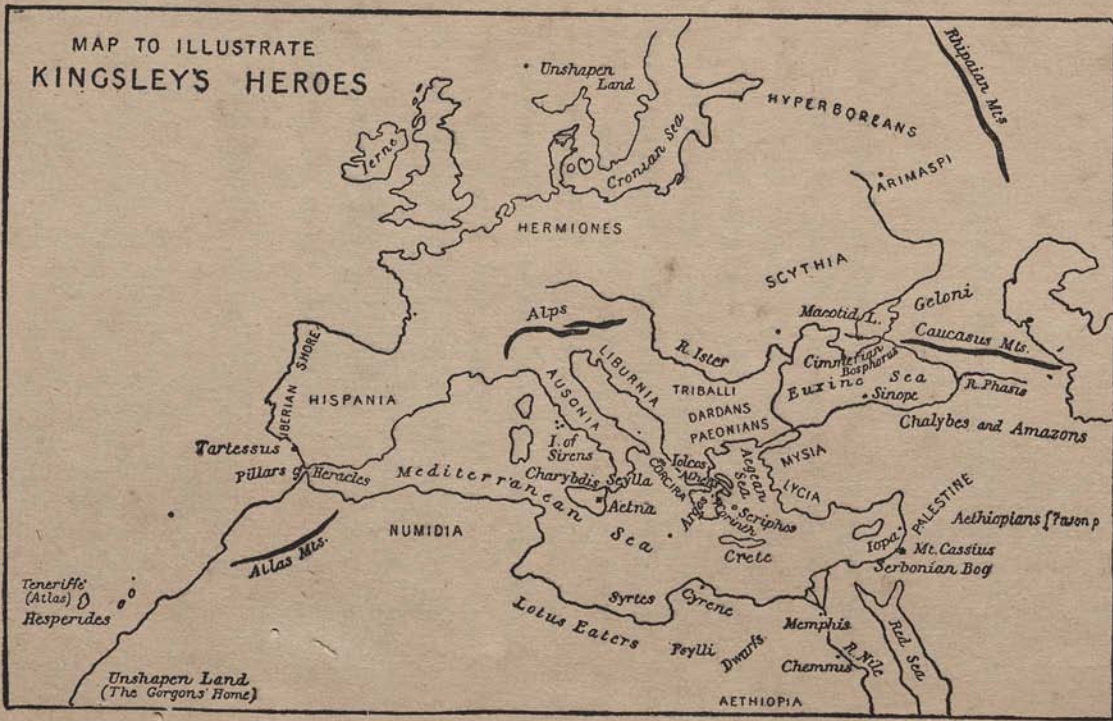 MAP TO ILLUSTRATE
KINGSLEY'S HEROES
Unshapen
Land
Rhipaian Mts
HYPERBOREANS
Ierne
Cronian Sea
ARIMASPI
HERMIONES
SCYTHIA
Geloni
Maeotid L.
Alps
Caucasus Mts.
R. Ister
Cimmerian
Bosphorus
LIBURNIA
IBERIAN SHORE
HISPANIA
AUSONIA
TRIBALLI
Euxine Sea
R. Phasis
Sinope
DARDANS
PAEONIANS
Chalybes and Amazons
Tartessus
I. of
Sirens
MYSIA
Pillars of Heracles
Mediterranean
Sea
Charybdis
Scylla
CORCIRA
Iolcos
Athens
Aegean
Sea
LYCIA
PALESTINE
Aetna
Argos
Corinth
Seriphos
Aethiopians
NUMIDIA
Crete
Iopa
Mt. Cassius
Serbonian Bog
Atlas Mts.
Teneriffé
(Atlas)
Hesperides
Syrtes
Cyrene
Lotus Eaters
Memphis
Red Sea
Psylli
Dwarfs.
R. Nile
Chemmis
Unshapen Land
(The Gorgons' Home)
AETHIOPIA